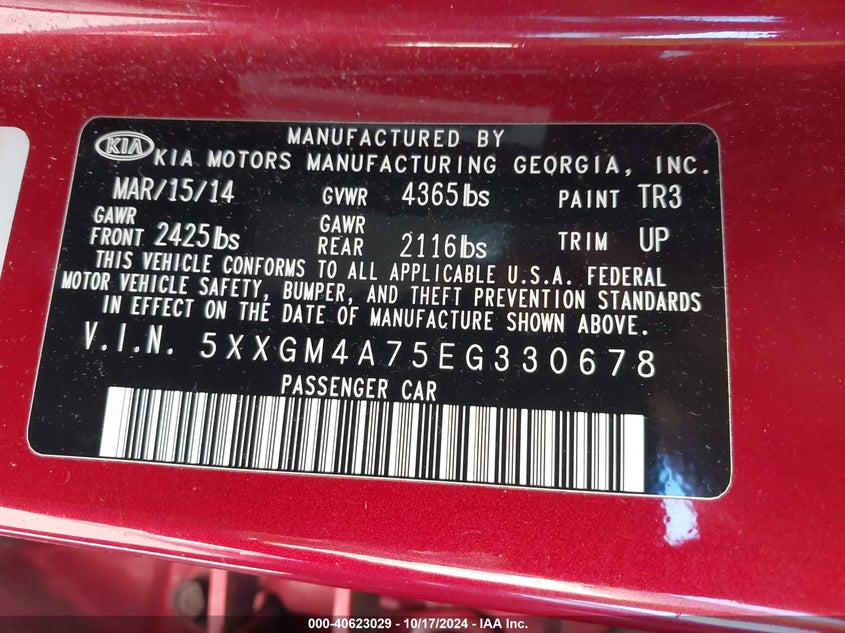 MANUFACTURED BY
KIA KIA MOTORS MANUFACTURING GEORGIA, INC.
MAR/15/14 GVWR 4365lbs PAINT TR3
GAWR FRONT 2425lbs GAWR REAR 2116lbs TRIM UP
THIS VEHICLE CONFORMS TO ALL APPLICABLE U.S.A. FEDERAL
MOTOR VEHICLE SAFETY, BUMPER, AND THEFT PREVENTION STANDARDS
IN EFFECT ON THE DATE OF MANUFACTURE SHOWN ABOVE.
V.I.N. 5XXGM4A75EG330678
PASSENGER CAR
000-40623029 - 10/17/2024 - IAA Inc.